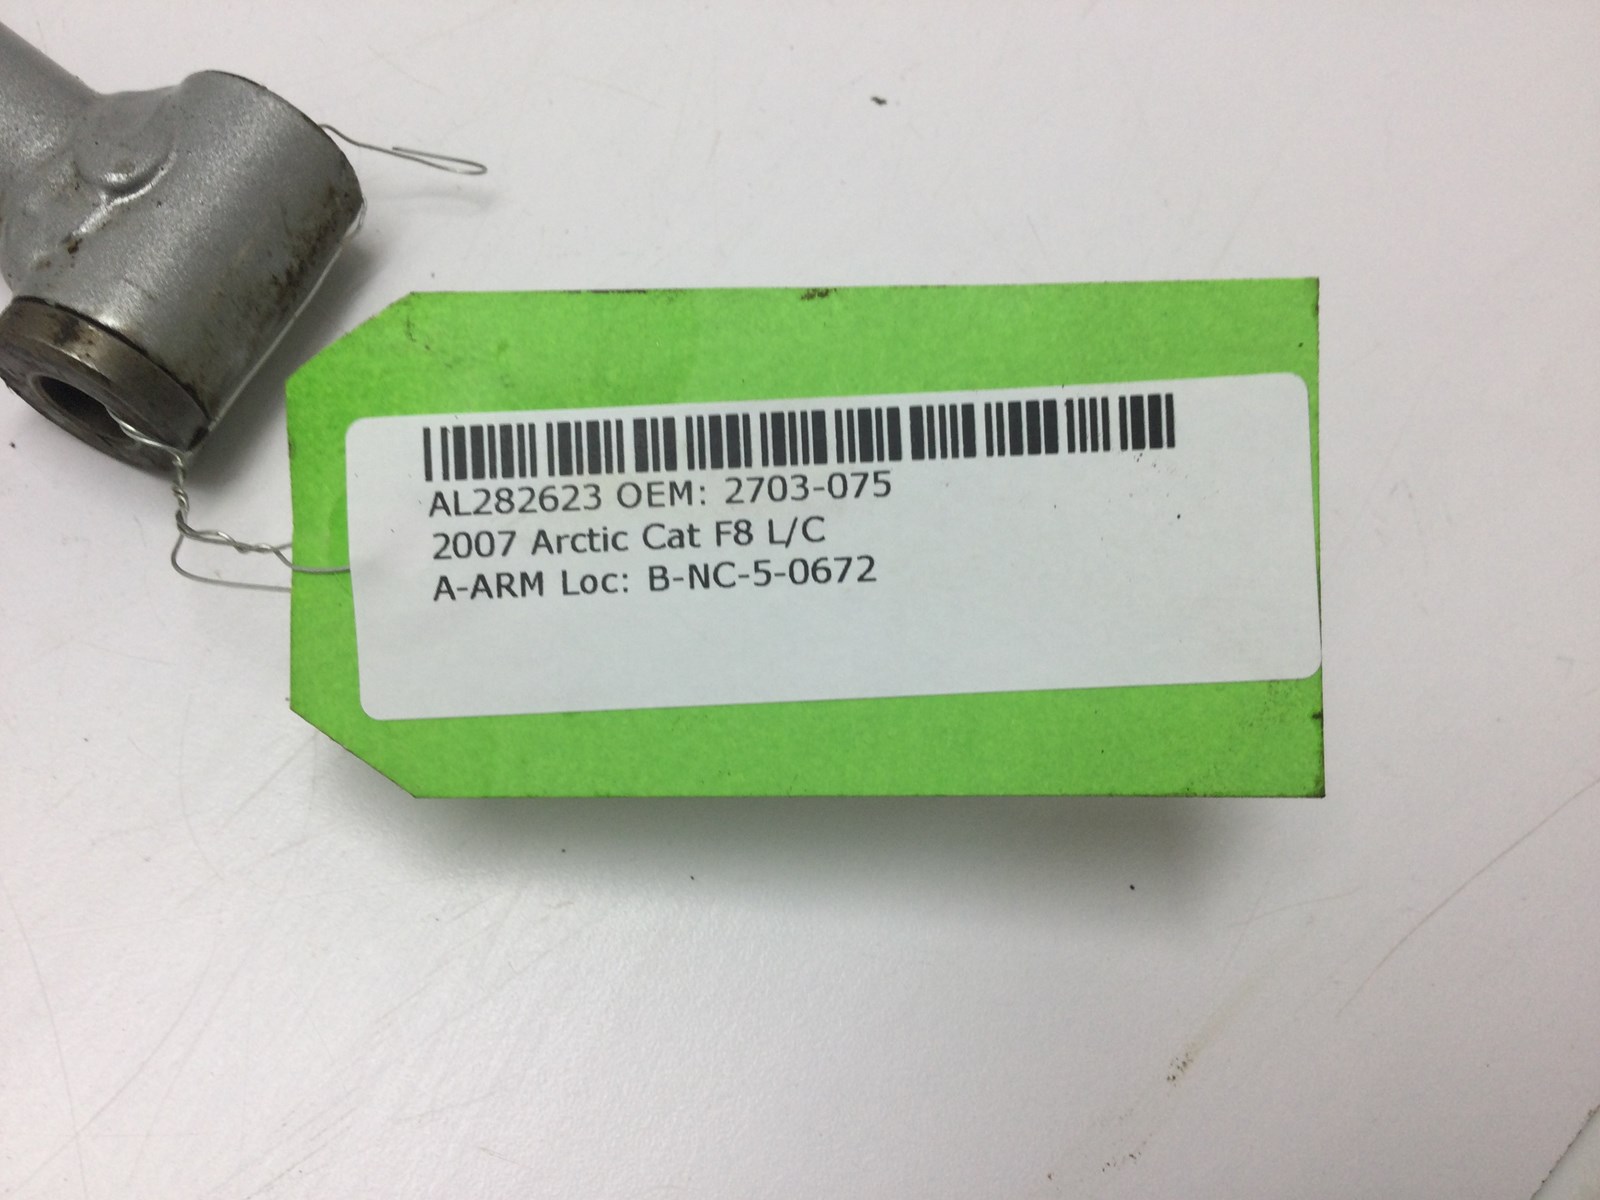 AL282623 OEM: 2703-075
2007 Arctic Cat F8 L/C
A-ARM Loc: B-NC-5-0672